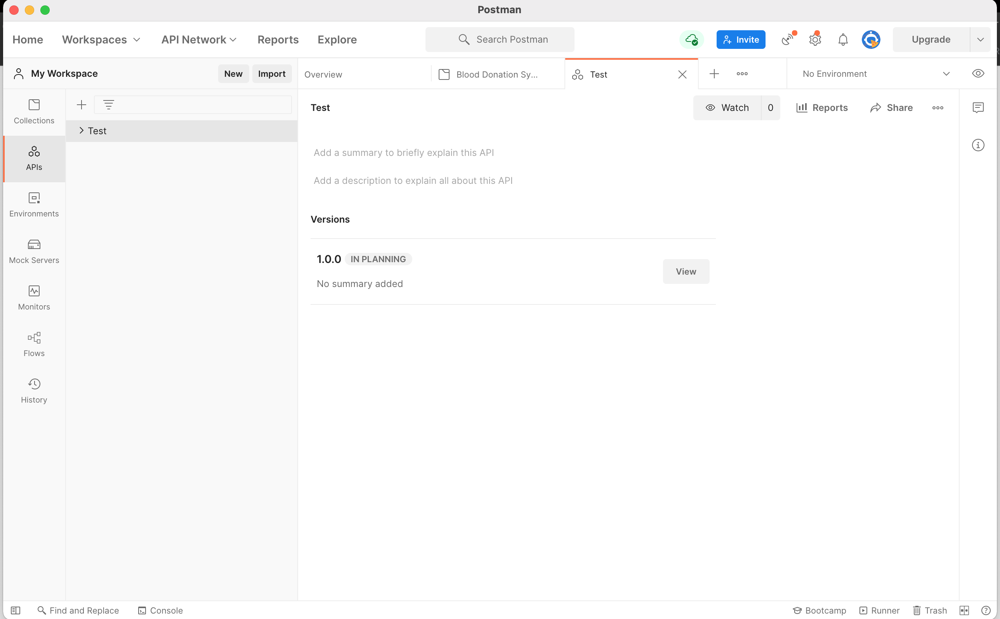 Postman
Home Workspaces API Network Reports Explore Search Postman Invite Upgrade
My Workspace New Import Overview Blood Donation Sy... Test No Environment
Collections
APIs
Environments
Mock Servers
Monitors
Flows
History
Test
Test Watch 0 Reports Share
Add a summary to briefly explain this API
Add a description to explain all about this API
Versions
1.0.0 IN PLANNING
No summary added
View
Find and Replace Console Bootcamp Runner Trash